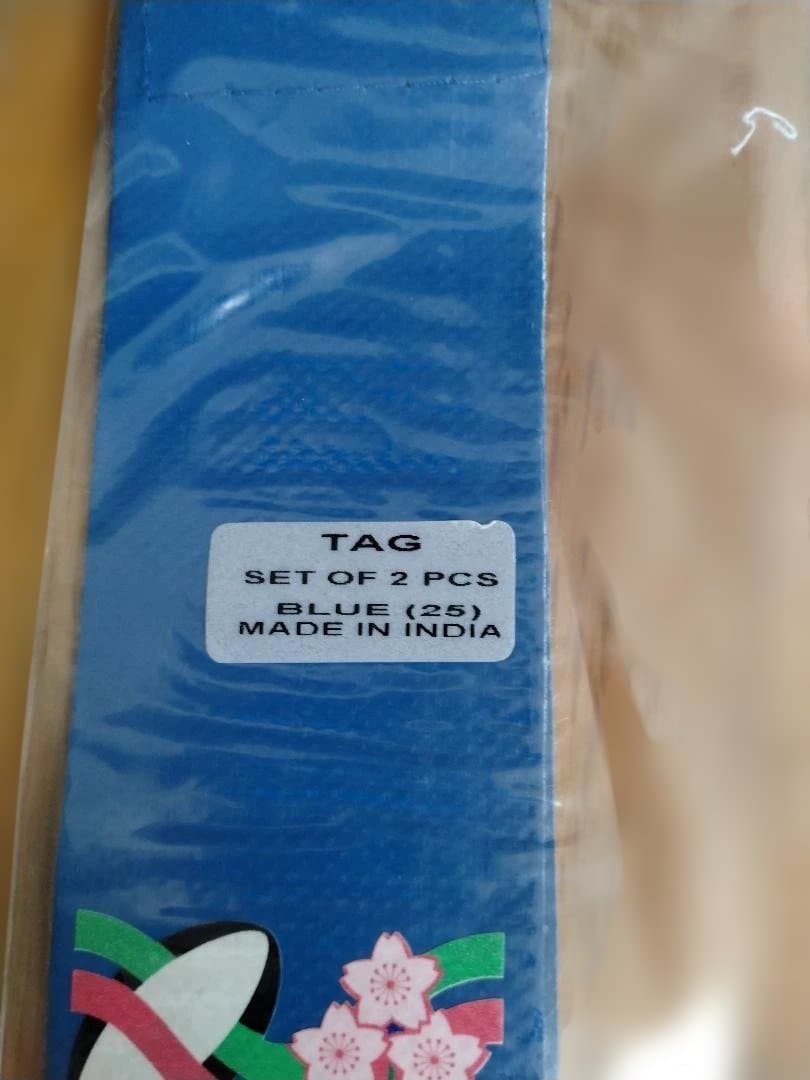 TAG
SET OF 2 PCS
BLUE (25)
MADE IN INDIA